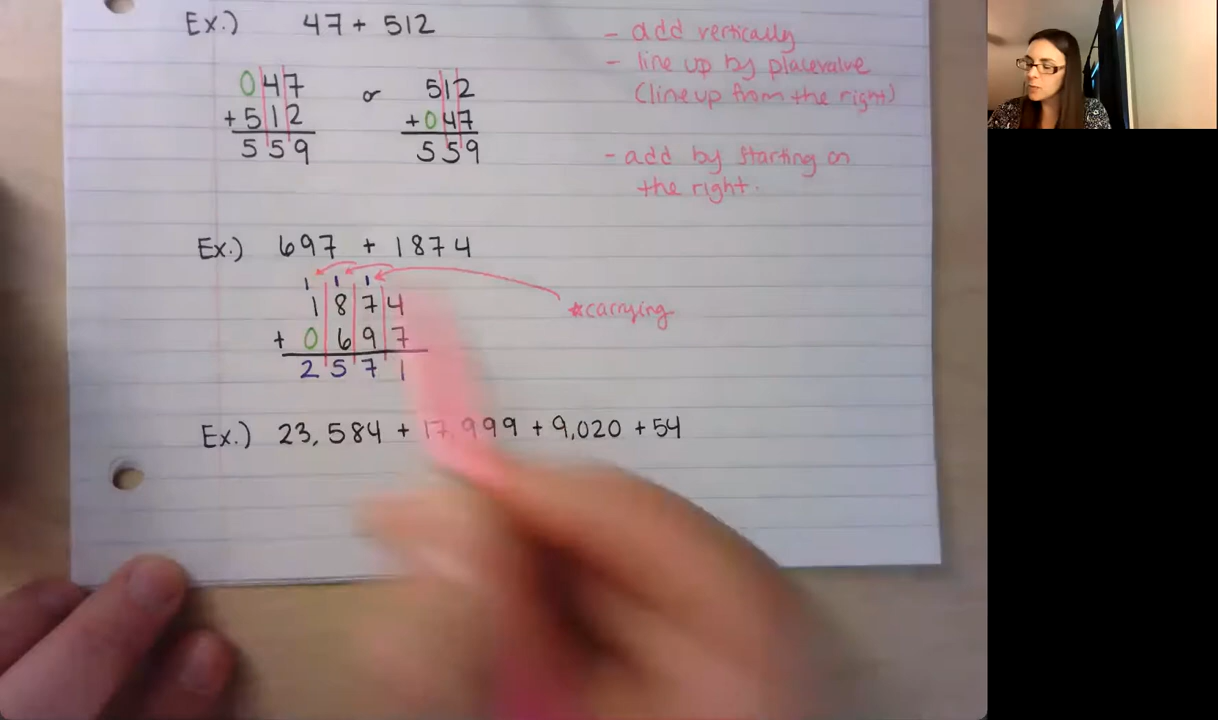 Ex.) 47 + 512
- add vertically
- line up by placevalue
(line up from the right)
- add by starting on
the right.
047
+ 512
559
or
512
+ 047
559
Ex.) 697 + 1874
1 1 1
1874
+ 0697
2571
*carrying
Ex.) 23,584 + 17,999 + 9,020 + 54